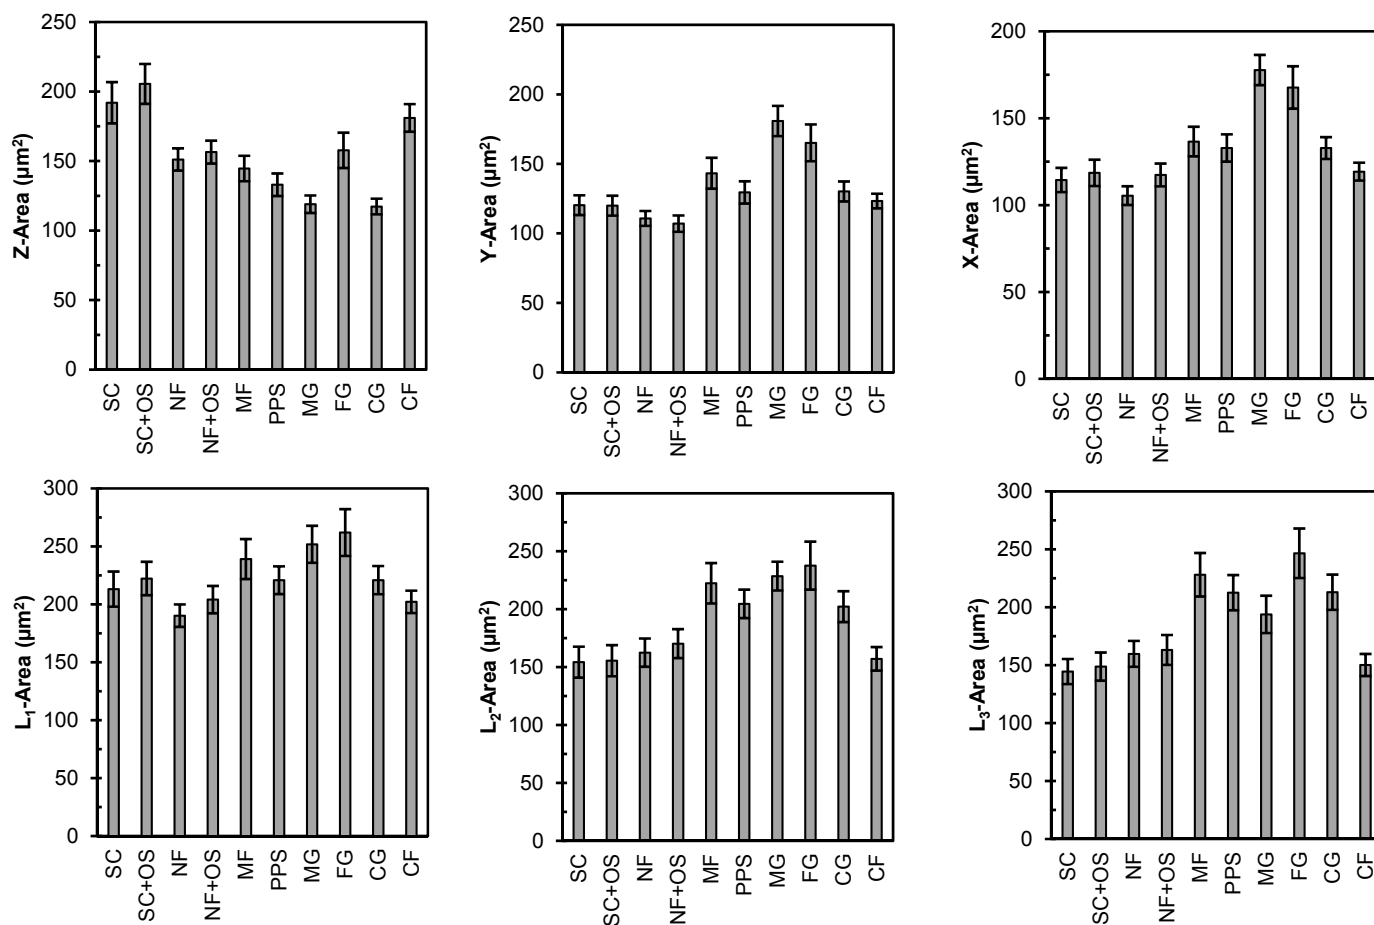 Z-Area (µm²)
250
200
150
100
50
0
SC
SC+OS
NF
NF+OS
MF
PPS
MG
FG
CG
CF
Y-Area (µm²)
250
200
150
100
50
0
SC
SC+OS
NF
NF+OS
MF
PPS
MG
FG
CG
CF
X-Area (µm²)
200
150
100
50
0
SC
SC+OS
NF
NF+OS
MF
PPS
MG
FG
CG
CF
L₁-Area (µm²)
300
250
200
150
100
50
0
SC
SC+OS
NF
NF+OS
MF
PPS
MG
FG
CG
CF
L₂-Area (µm²)
300
250
200
150
100
50
0
SC
SC+OS
NF
NF+OS
MF
PPS
MG
FG
CG
CF
L₃-Area (µm²)
300
250
200
150
100
50
0
SC
SC+OS
NF
NF+OS
MF
PPS
MG
FG
CG
CF